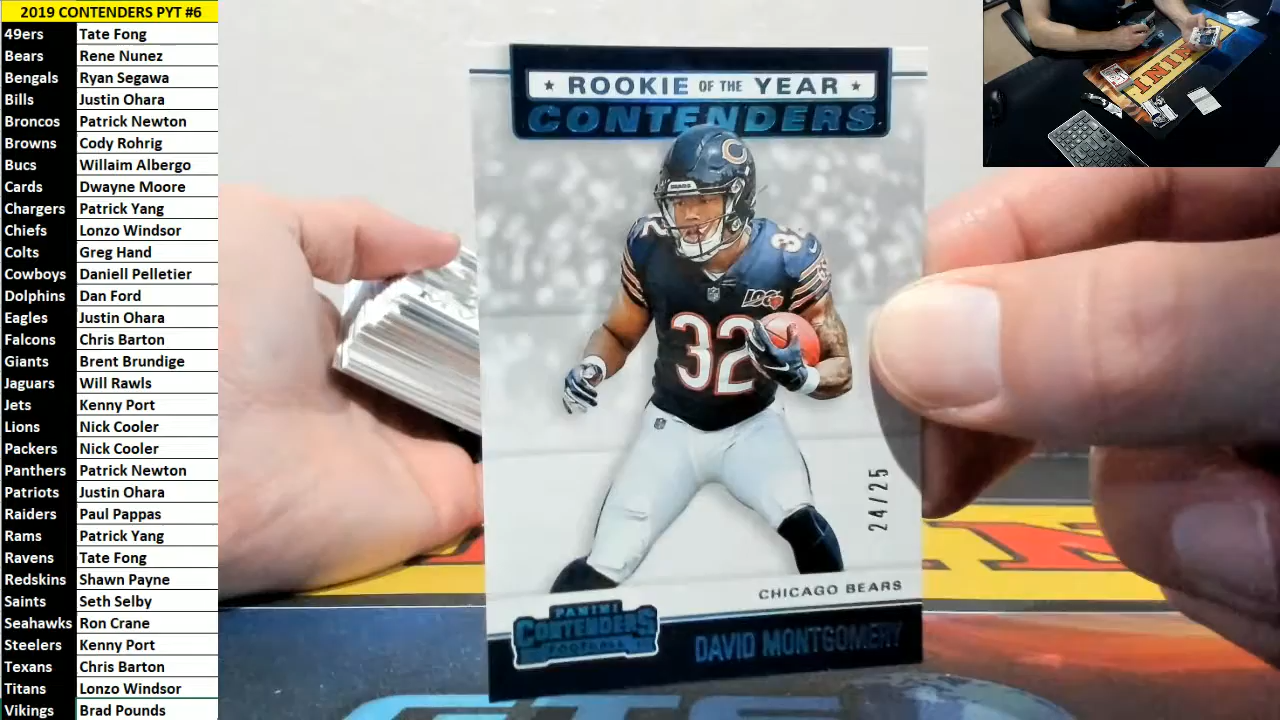 2019 CONTENDERS PYT #6
49ers Tate Fong
Bears Rene Nunez
Bengals Ryan Segawa
Bills Justin Ohara
Broncos Patrick Newton
Browns Cody Rohrig
Bucs Willaim Albergo
Cards Dwayne Moore
Chargers Patrick Yang
Chiefs Lonzo Windsor
Colts Greg Hand
Cowboys Daniell Pelletier
Dolphins Dan Ford
Eagles Justin Ohara
Falcons Chris Barton
Giants Brent Brundige
Jaguars Will Rawls
Jets Kenny Port
Lions Nick Cooler
Packers Nick Cooler
Panthers Patrick Newton
Patriots Justin Ohara
Raiders Paul Pappas
Rams Patrick Yang
Ravens Tate Fong
Redskins Shawn Payne
Saints Seth Selby
Seahawks Ron Crane
Steelers Kenny Port
Texans Chris Barton
Titans Lonzo Windsor
Vikings Brad Pounds
ROOKIE OF THE YEAR
CONTENDERS
BEARS
C
32
32
100
32
24/25
CHICAGO BEARS
PANINI
CONTENDERS
FOOTBALL
DAVID MONTGOMERY